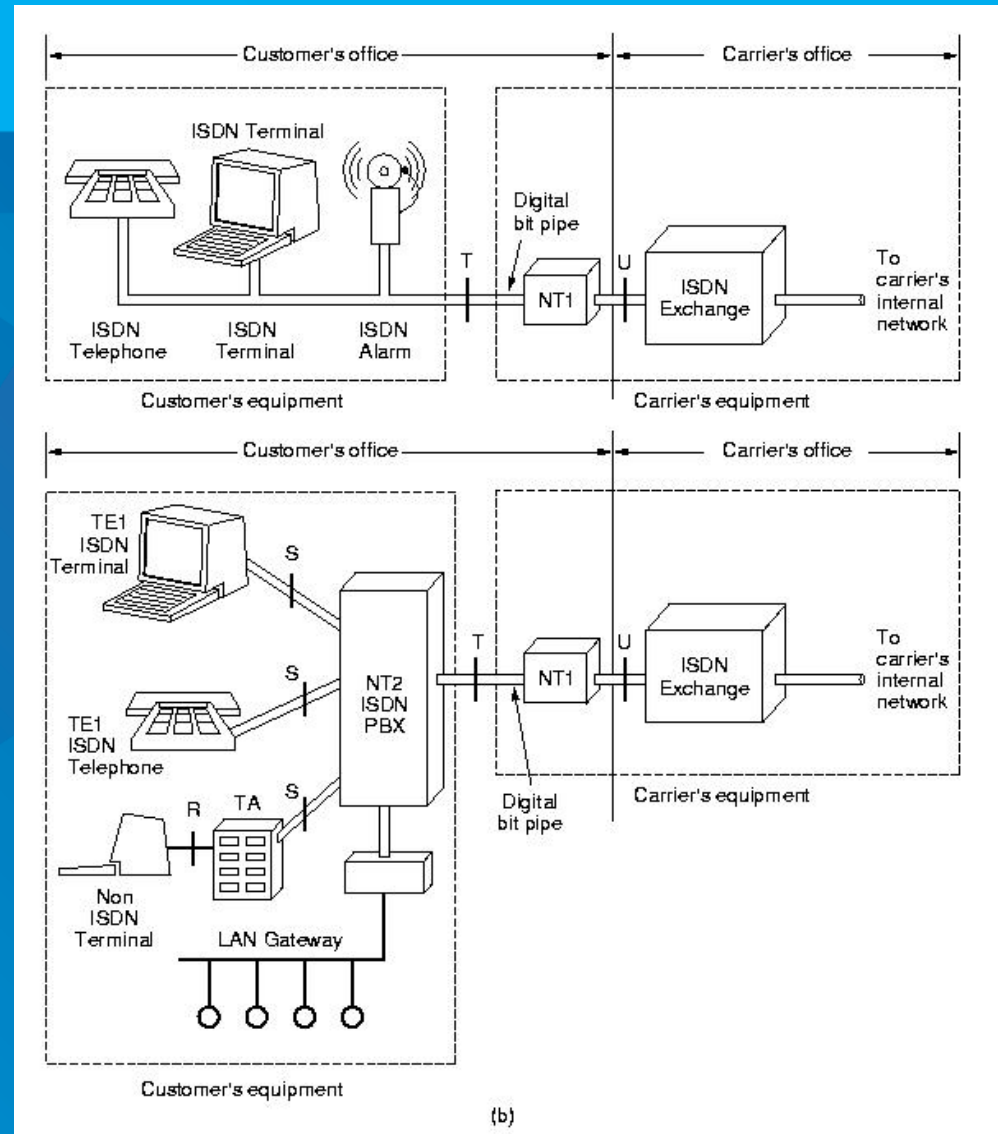 Customer's office
Carrier's office
ISDN Terminal
Digital
bit pipe
T
NT1
U
ISDN
Exchange
To
carrier's
internal
network
ISDN
Telephone
ISDN
Terminal
ISDN
Alarm
Customer's equipment
Carrier's equipment
Customer's office
Carrier's office
TE1
ISDN
Terminal
S
TE1
ISDN
Telephone
S
NT2
ISDN
PBX
T
NT1
U
ISDN
Exchange
To
carrier's
internal
network
Digital
bit pipe
Carrier's equipment
R
TA
S
Non
ISDN
Terminal
LAN Gateway
Customer's equipment
(b)